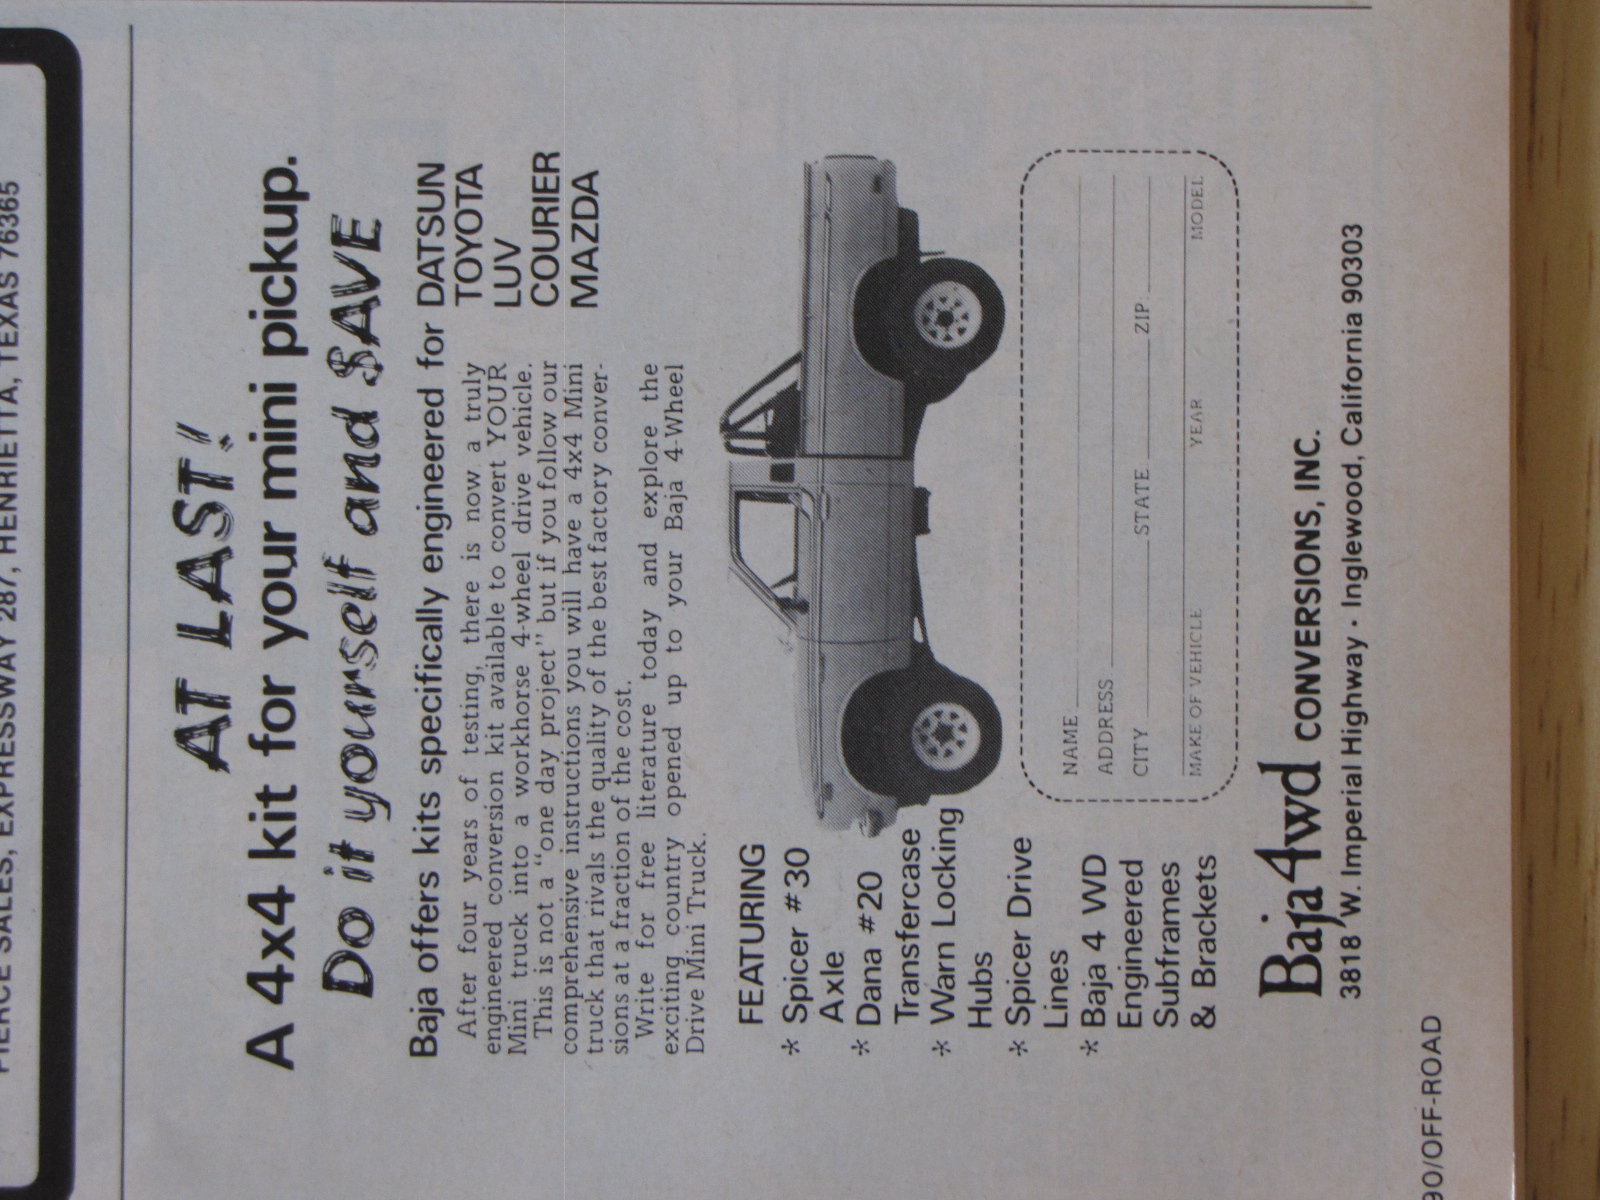 PIERCE SALES, EXPRESSWAY 287, HENRIETTA, TEXAS 76365
AT LAST!
A 4x4 kit for your mini pickup.
Do it yourself and SAVE
Baja offers kits specifically engineered for DATSUN
TOYOTA
LUV
COURIER
MAZDA
After four years of testing, there is now a truly
engineered conversion kit available to convert YOUR
Mini truck into a workhorse 4-wheel drive vehicle.
This is not a "one day project" but if you follow our
comprehensive instructions you will have a 4x4 Mini
truck that rivals the quality of the best factory conver-
sions at a fraction of the cost.
Write for free literature today and explore the
exciting country opened up to your Baja 4-Wheel
Drive Mini Truck.
FEATURING
* Spicer #30
Axle
* Dana #20
Transfercase
* Warn Locking
Hubs
* Spicer Drive
Lines
* Baja 4 WD
Engineered
Subframes
& Brackets
NAME
ADDRESS
CITY STATE ZIP
MAKE OF VEHICLE YEAR MODEL
Baja4wd CONVERSIONS, INC.
3818 W. Imperial Highway · Inglewood, California 90303
90/OFF-ROAD